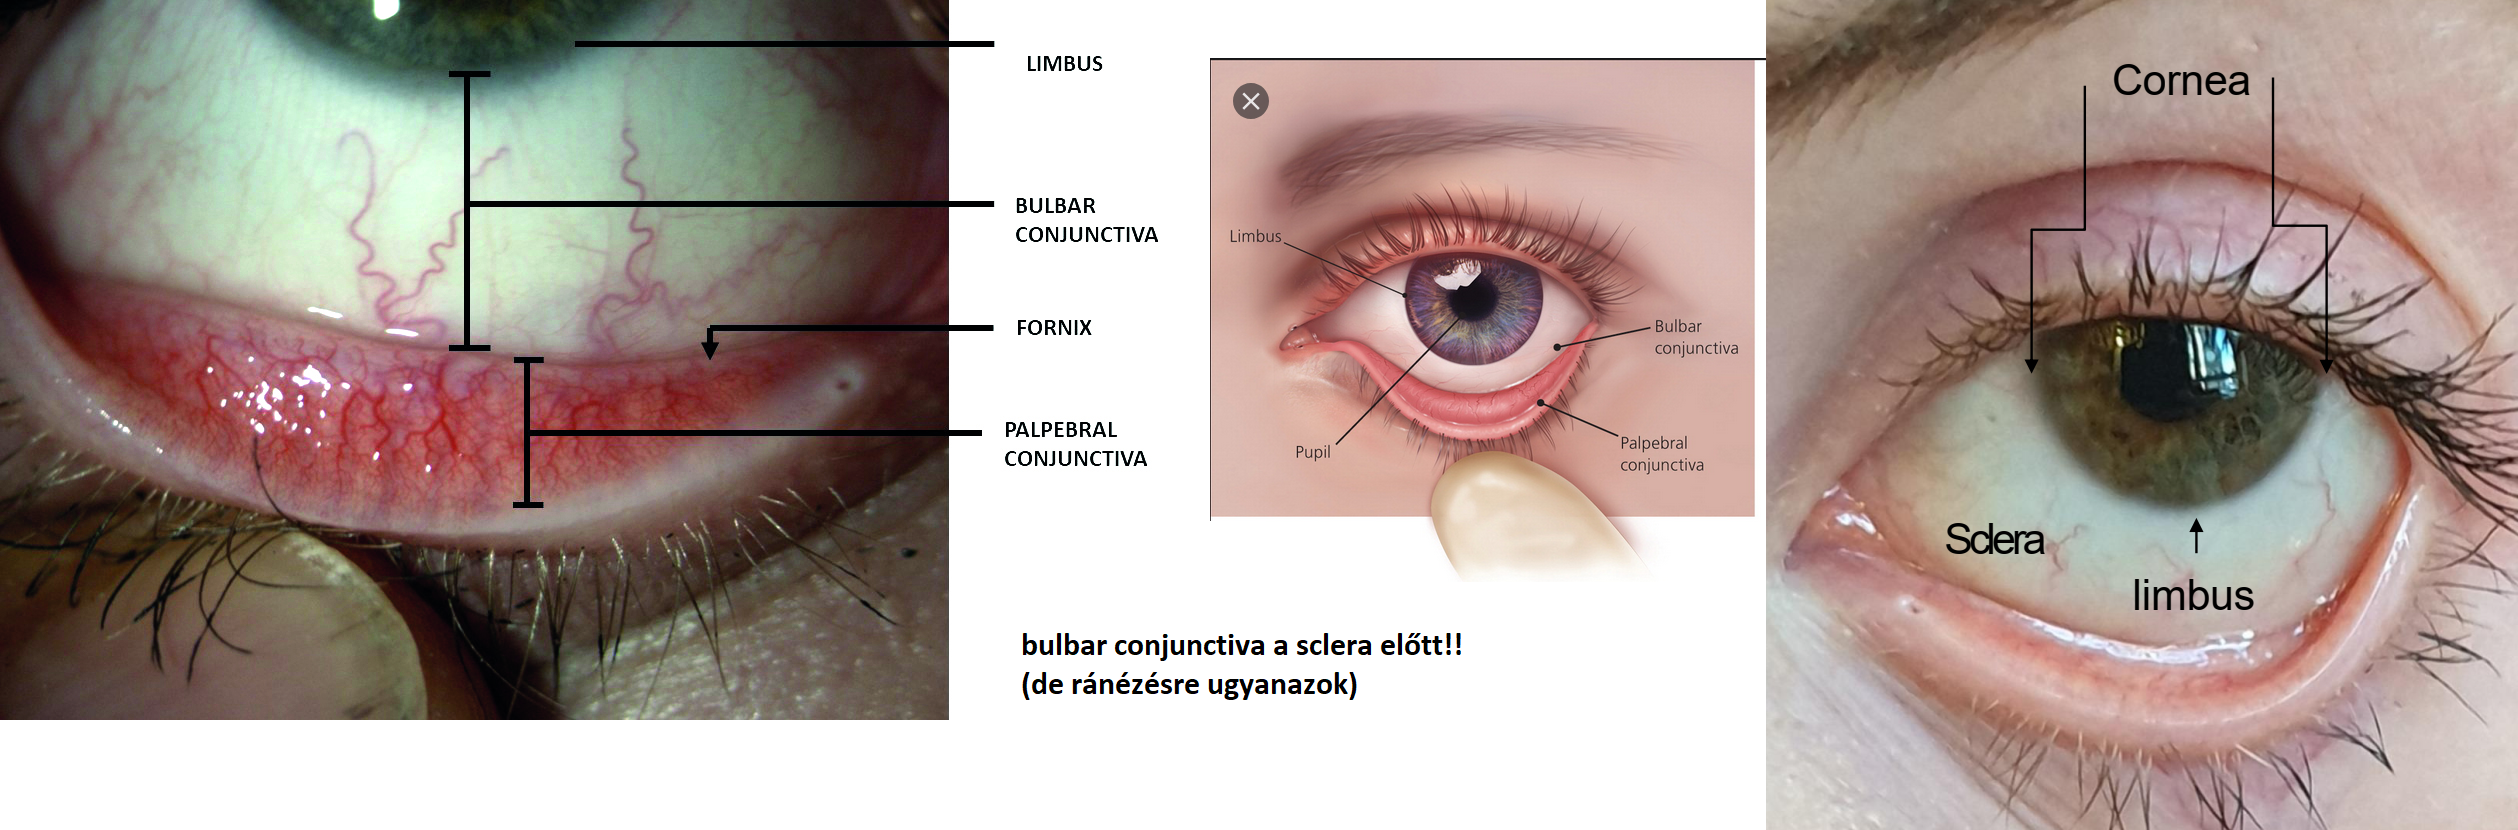 LIMBUS
BULBAR
CONJUNCTIVA
FORNIX
PALPEBRAL
CONJUNCTIVA
Limbus
Bulbar
conjunctiva
Pupil
Palpebral
conjunctiva
bulbar conjunctiva a sclera előtt!!
(de ránézésre ugyanazok)
Cornea
Sclera
limbus